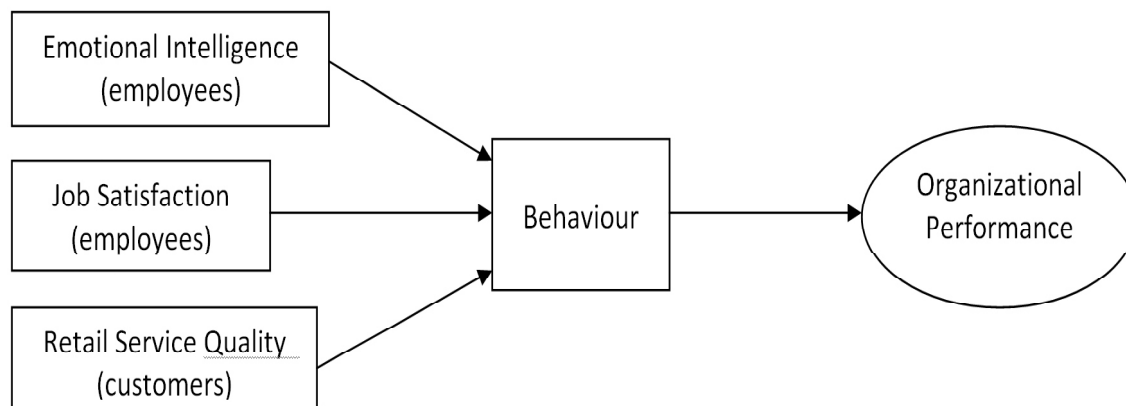 Emotional Intelligence
(employees)
Job Satisfaction
(employees)
Retail Service Quality
(customers)
Behaviour
Organizational
Performance